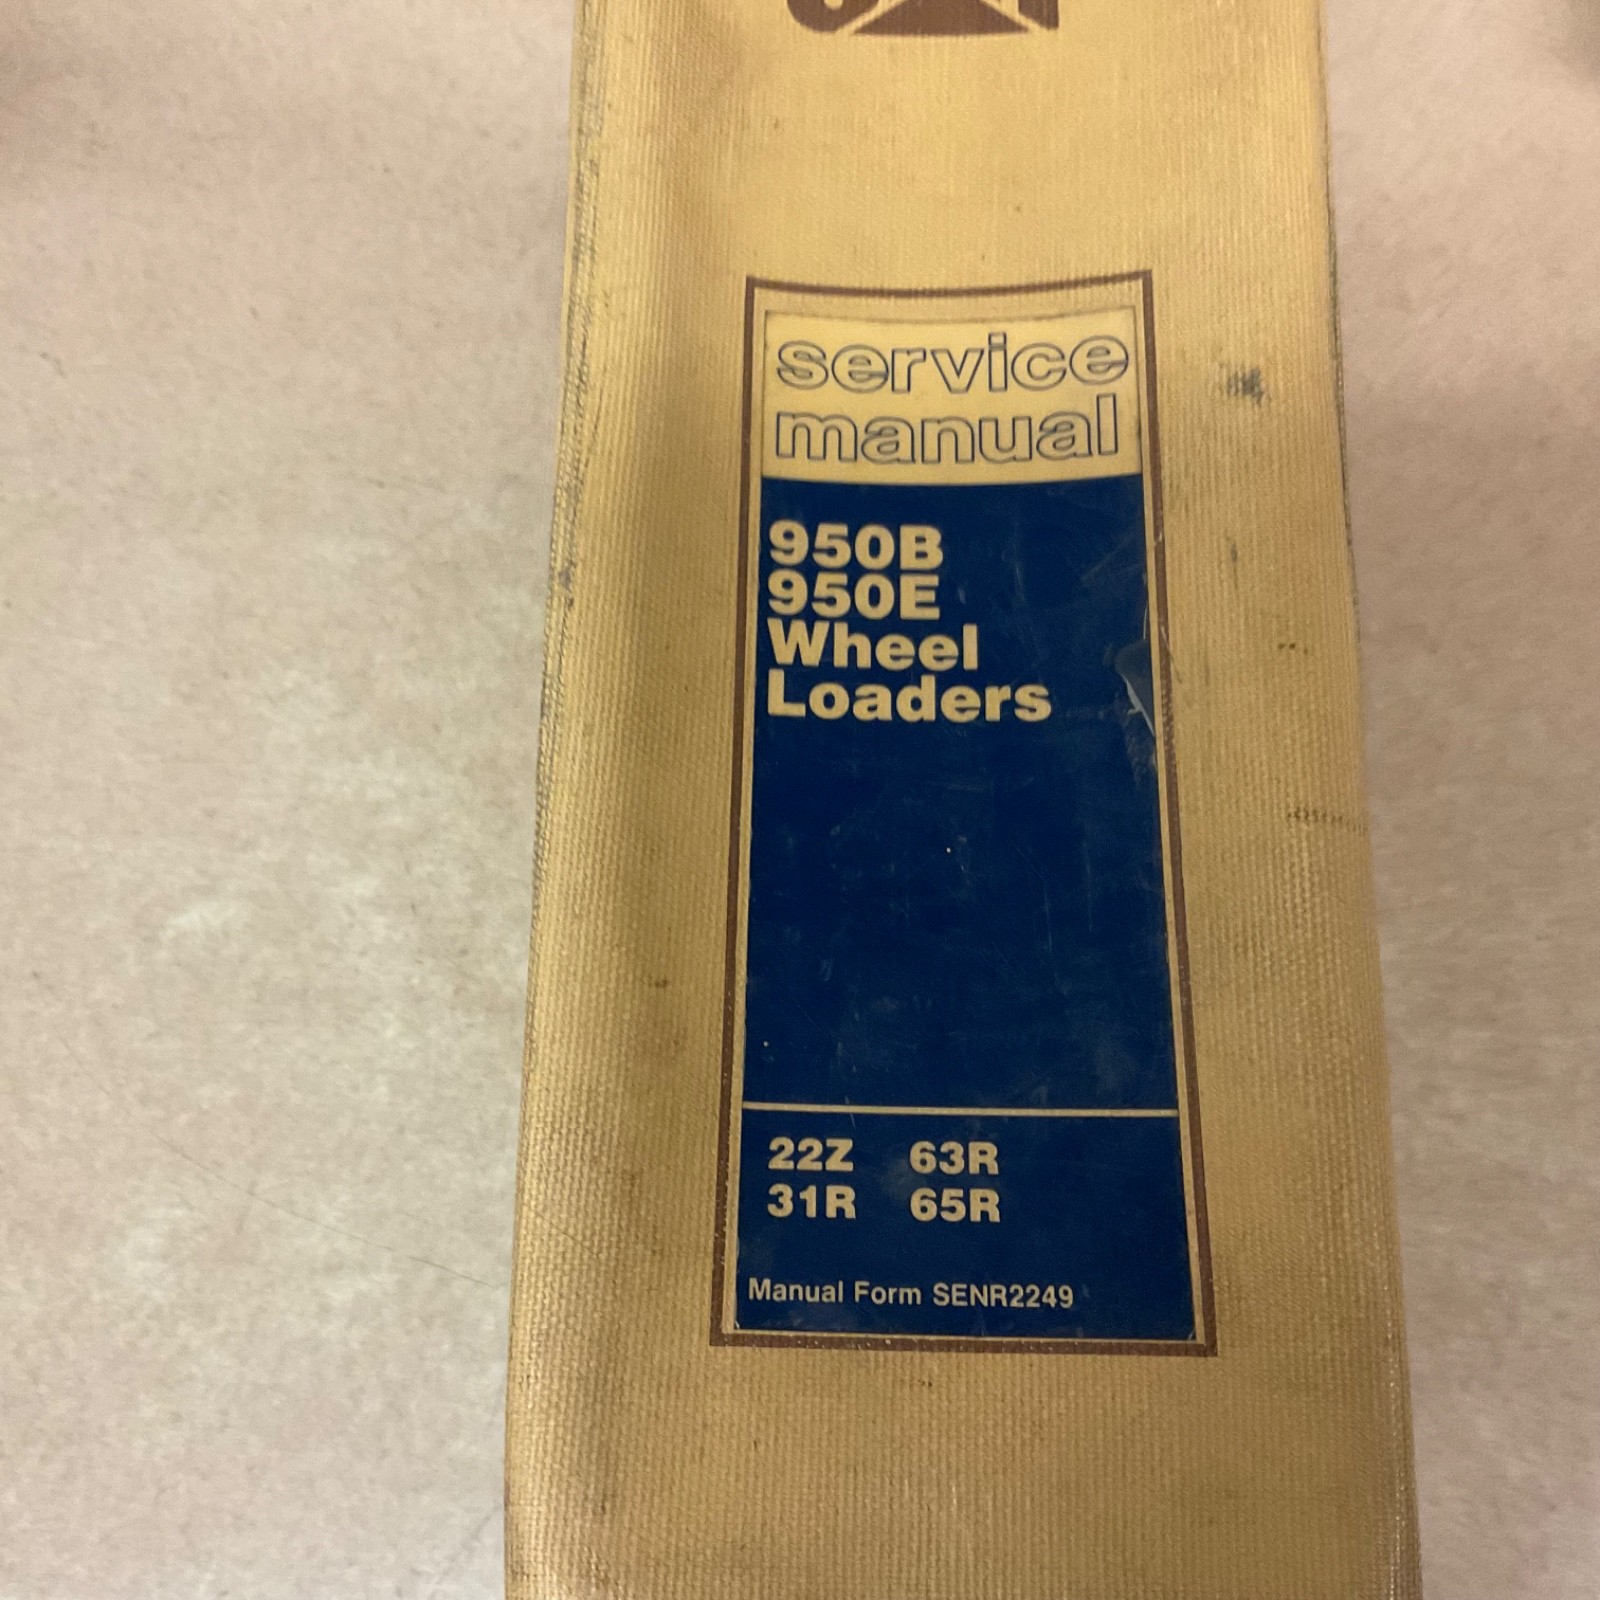 service
manual
950B
950E
Wheel
Loaders
22Z 63R
31R 65R
Manual Form SENR2249